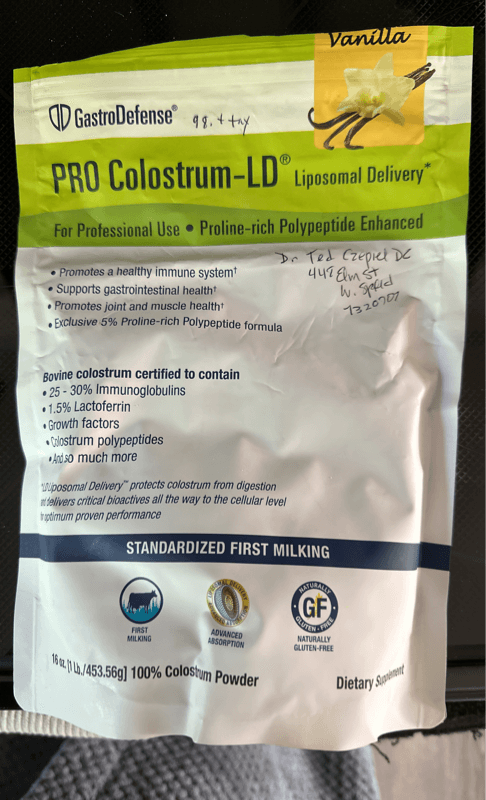 Vanilla
GastroDefense® 98. + tax
PRO Colostrum-LD® Liposomal Delivery*
For Professional Use • Proline-rich Polypeptide Enhanced
• Promotes a healthy immune system†
• Supports gastrointestinal health†
• Promotes joint and muscle health†
• Exclusive 5% Proline-rich Polypeptide formula
Dr Ted Czepiel DC
442 Elm St
W. Spfld
7320707
Bovine colostrum certified to contain
• 25 - 30% Immunoglobulins
• 1.5% Lactoferrin
• Growth factors
• Colostrum polypeptides
• And so much more
Liposomal Delivery™ protects colostrum from digestion
delivers critical bioactives all the way to the cellular level
optimum proven performance
STANDARDIZED FIRST MILKING
FIRST
MILKING
ADVANCED
ABSORPTION
NATURALLY
GF
GLUTEN-FREE
NATURALLY
GLUTEN-FREE
16 oz. [1 Lb./453.56g] 100% Colostrum Powder
Dietary Supplement